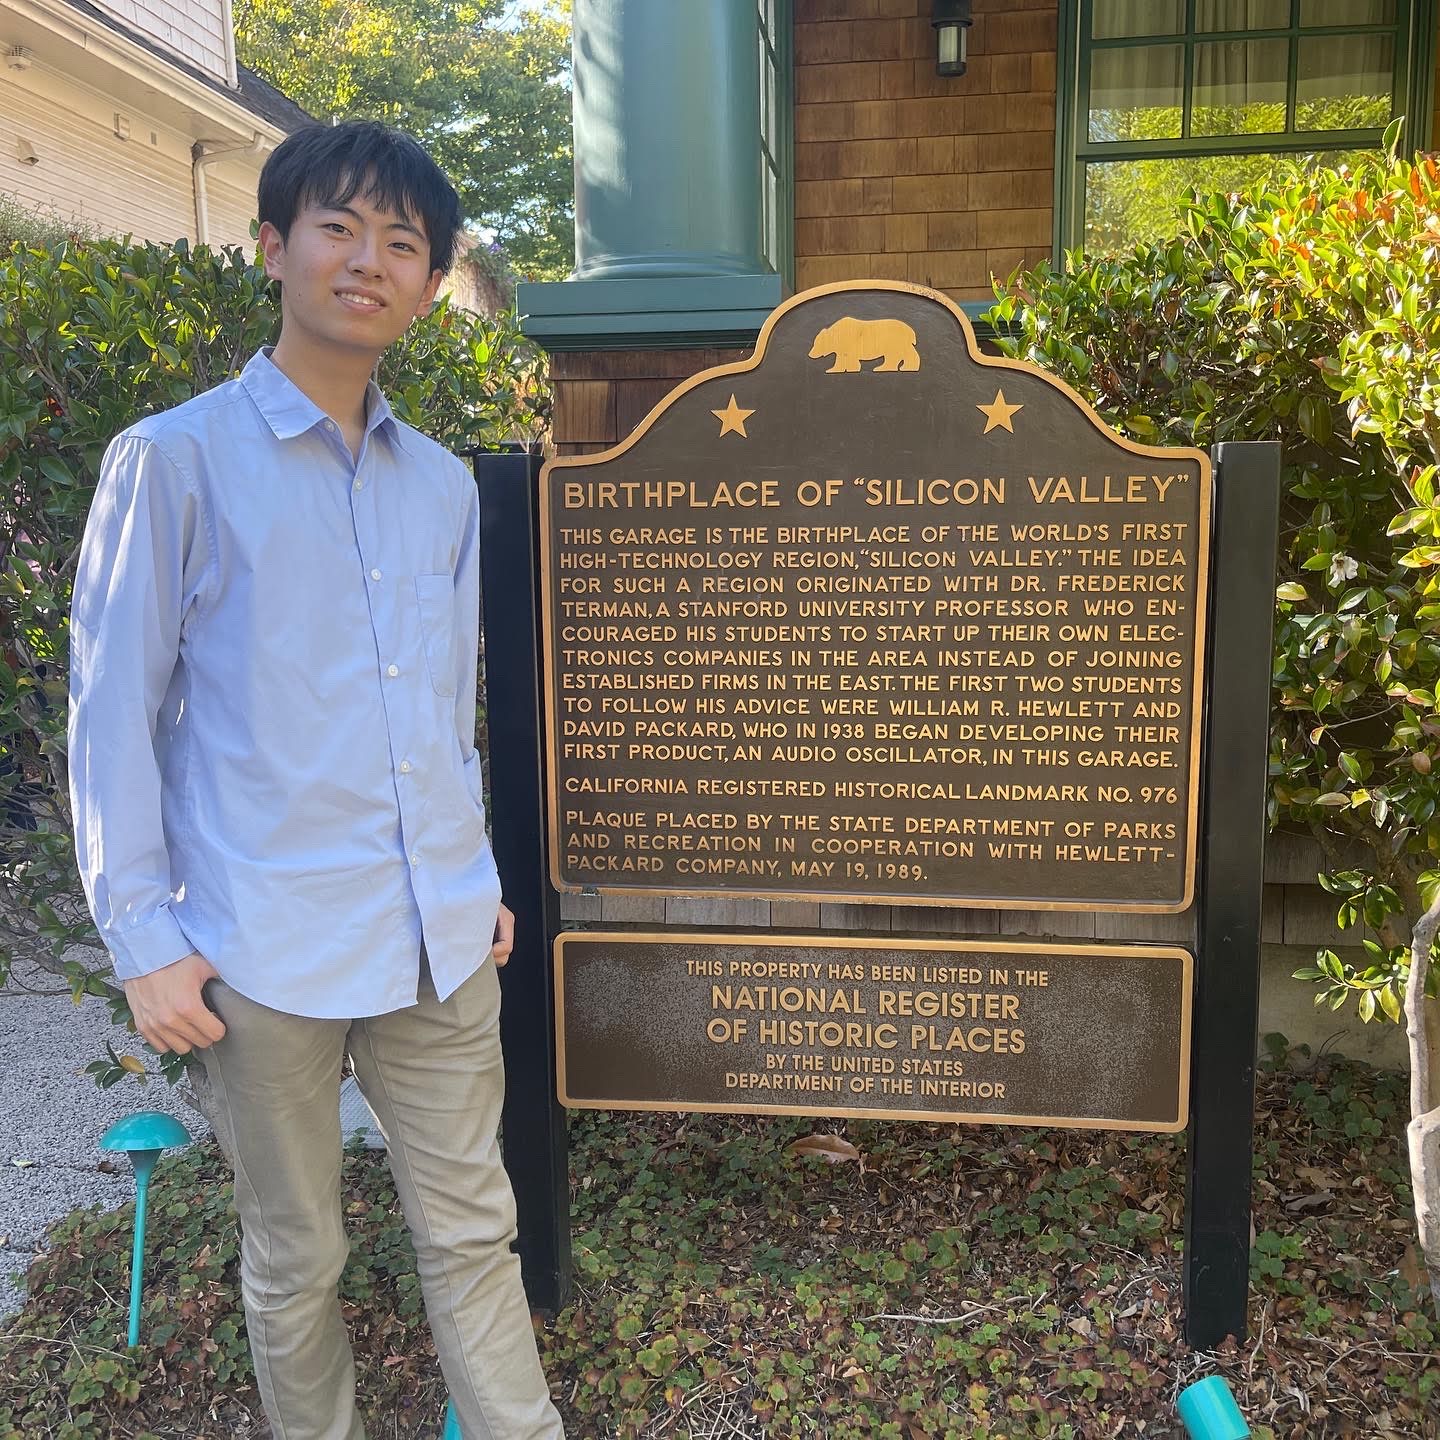 BIRTHPLACE OF “SILICON VALLEY”
THIS GARAGE IS THE BIRTHPLACE OF THE WORLD’S FIRST
HIGH-TECHNOLOGY REGION, “SILICON VALLEY.” THE IDEA
FOR SUCH A REGION ORIGINATED WITH DR. FREDERICK
TERMAN, A STANFORD UNIVERSITY PROFESSOR WHO EN-
COURAGED HIS STUDENTS TO START UP THEIR OWN ELEC-
TRONICS COMPANIES IN THE AREA INSTEAD OF JOINING
ESTABLISHED FIRMS IN THE EAST. THE FIRST TWO STUDENTS
TO FOLLOW HIS ADVICE WERE WILLIAM R. HEWLETT AND
DAVID PACKARD, WHO IN 1938 BEGAN DEVELOPING THEIR
FIRST PRODUCT, AN AUDIO OSCILLATOR, IN THIS GARAGE.
CALIFORNIA REGISTERED HISTORICAL LANDMARK NO. 976
PLAQUE PLACED BY THE STATE DEPARTMENT OF PARKS
AND RECREATION IN COOPERATION WITH HEWLETT-
PACKARD COMPANY, MAY 19, 1989.
THIS PROPERTY HAS BEEN LISTED IN THE
NATIONAL REGISTER
OF HISTORIC PLACES
BY THE UNITED STATES
DEPARTMENT OF THE INTERIOR